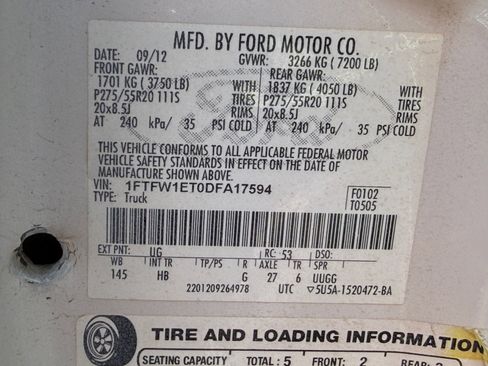 MFD. BY FORD MOTOR CO.
DATE: 09/12 GVWR: 3266 KG ( 7200 LB)
FRONT GAWR: REAR GAWR:
1701 KG ( 3750 LB) WITH 1837 KG ( 4050 LB) WITH
P275/55R20 111S TIRES P275/55R20 111S TIRES
20x8.5J RIMS 20x8.5J RIMS
AT 240 kPa/ 35 PSI COLD AT 240 kPa/ 35 PSI COLD
THIS VEHICLE CONFORMS TO ALL APPLICABLE FEDERAL MOTOR
VEHICLE SAFETY STANDARDS IN EFFECT ON THE DATE OF
MANUFACTURE SHOWN ABOVE.
VIN: 1FTFW1ET0DFA17594 F0102
TYPE: Truck T0505
EXT PNT: UG RC: 53 DSO:
WB INT TR TP/PS R AXLE TR SPR
145 HB G 27 6 UUGG
2201209264978 UTC 5U5A-1520472-BA
TIRE AND LOADING INFORMATION
SEATING CAPACITY TOTAL: 5 FRONT: 2 REAR: